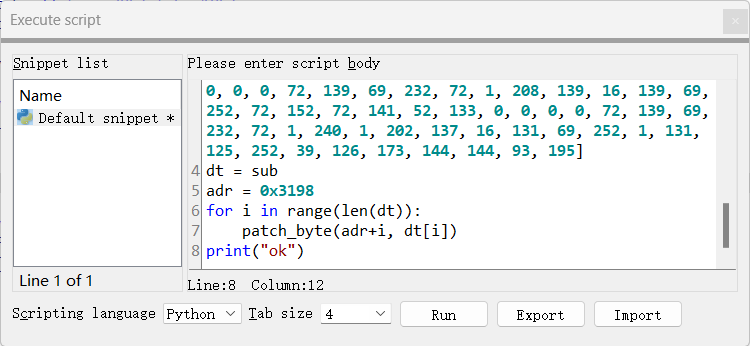 Execute script
Snippet list
Please enter script body
Name
Default snippet *
Line 1 of 1
0, 0, 0, 72, 139, 69, 232, 72, 1, 208, 139, 16, 139, 69,
252, 72, 152, 72, 141, 52, 133, 0, 0, 0, 0, 72, 139, 69,
232, 72, 1, 240, 1, 202, 137, 16, 131, 69, 252, 1, 131,
125, 252, 39, 126, 173, 144, 144, 93, 195]
4 dt = sub
5 adr = 0x3198
6 for i in range(len(dt)):
7     patch_byte(adr+i, dt[i])
8 print("ok")
Line:8 Column:12
Scripting language Python Tab size 4 Run Export Import